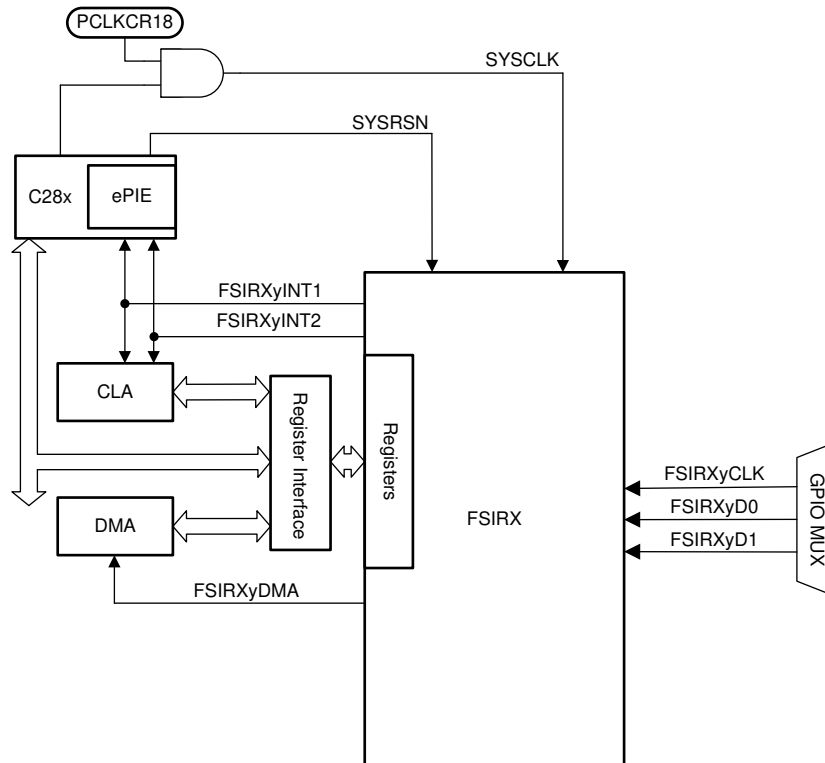 PCLKCR18
SYSCLK
SYSRSN
C28x
ePIE
FSIRXyINT1
FSIRXyINT2
CLA
Register Interface
Registers
FSIRX
FSIRXyCLK
FSIRXyD0
FSIRXyD1
GPIO MUX
DMA
FSIRXyDMA